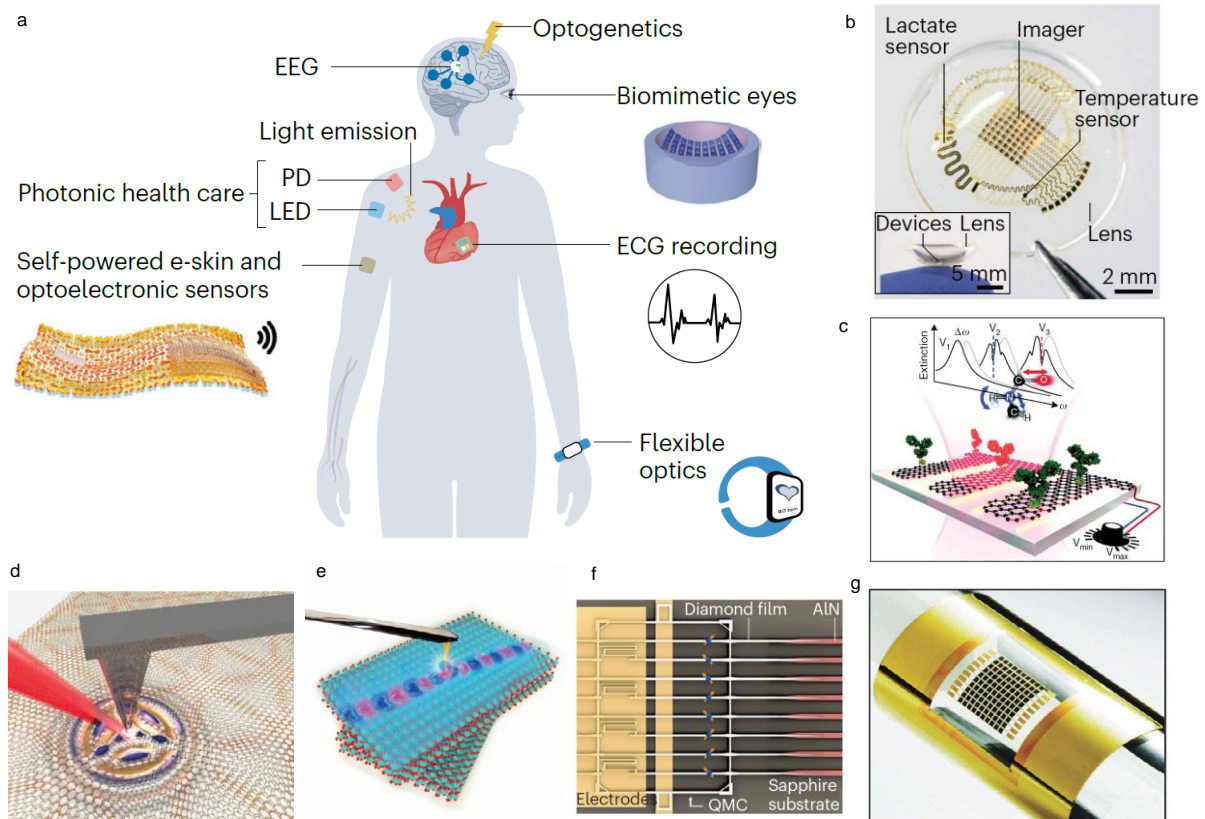 a
Optogenetics
EEG
Biomimetic eyes
Light emission
Photonic health care
PD
LED
ECG recording
Self-powered e-skin and
optoelectronic sensors
Flexible
optics
b
Lactate
sensor
Imager
Temperature
sensor
Devices
Lens
Lens
5 mm
2 mm
c
Extinction
V1
Δω
V2
V3
C
O
H
N
ω
C
H
Vmin
Vmax
d
e
f
Diamond film
AlN
Electrodes
QMC
Sapphire
substrate
g